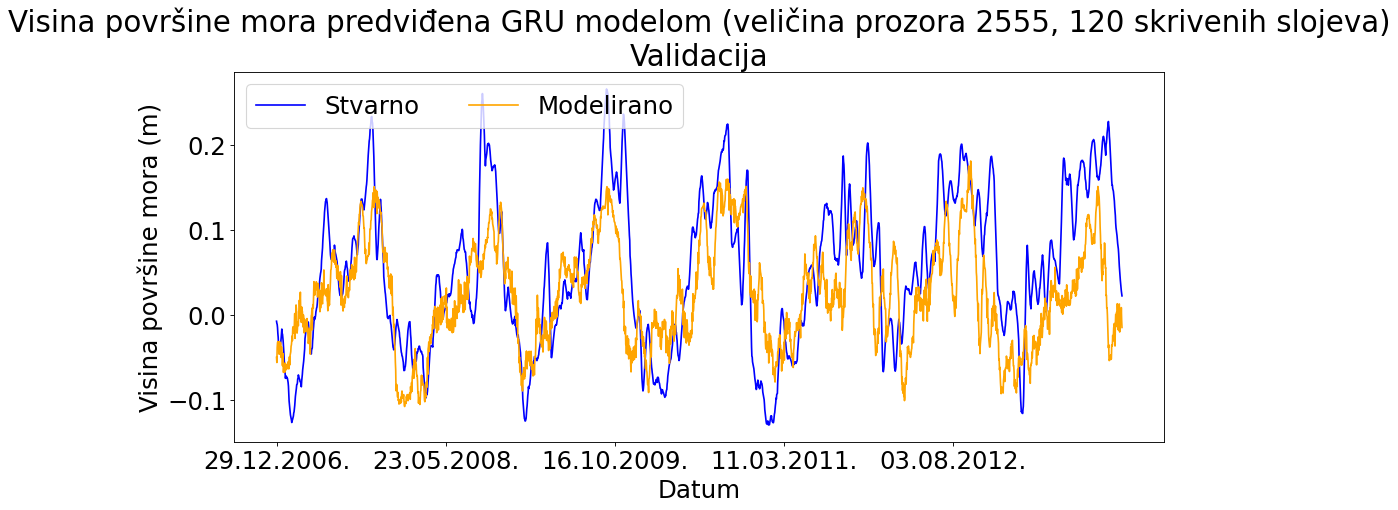 Visina površine mora predviđena GRU modelom (veličina prozora 2555, 120 skrivenih slojeva)
Validacija
Stvarno Modelirano
Visina površine mora (m)
0.2
0.1
0.0
−0.1
29.12.2006. 23.05.2008. 16.10.2009. 11.03.2011. 03.08.2012.
Datum